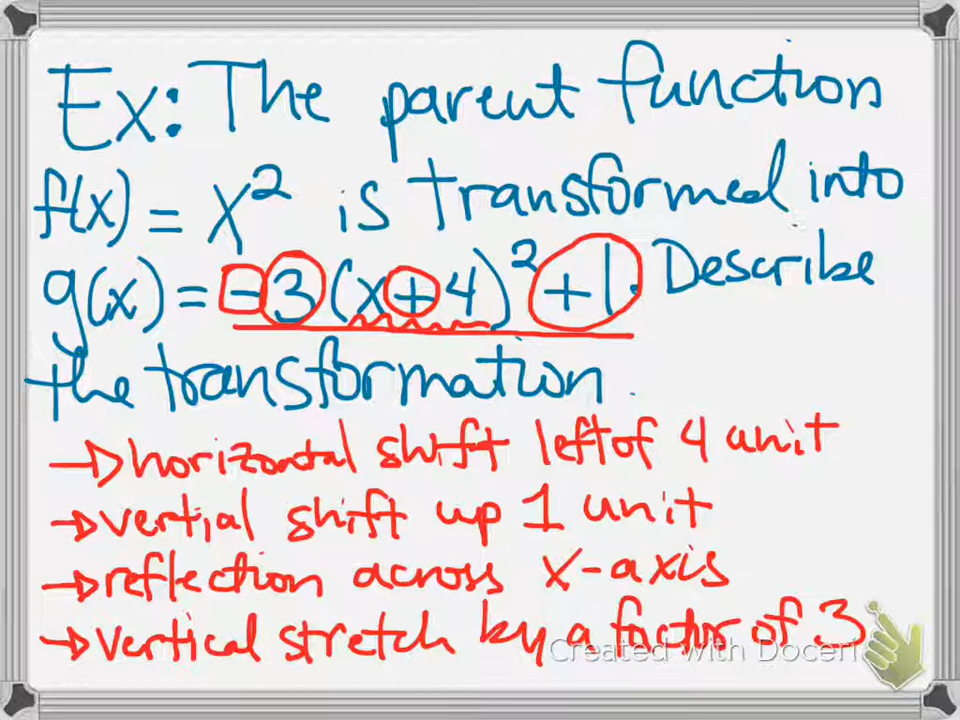 Ex: The parent function
f(x) = x² is transformed into
g(x) = -3(x+4)² +1. Describe
the transformation.
→ horizontal shift left of 4 unit
→ vertial shift up 1 unit
→ reflection across x-axis
→ vertical stretch by a factor of 3
Created with Doceri